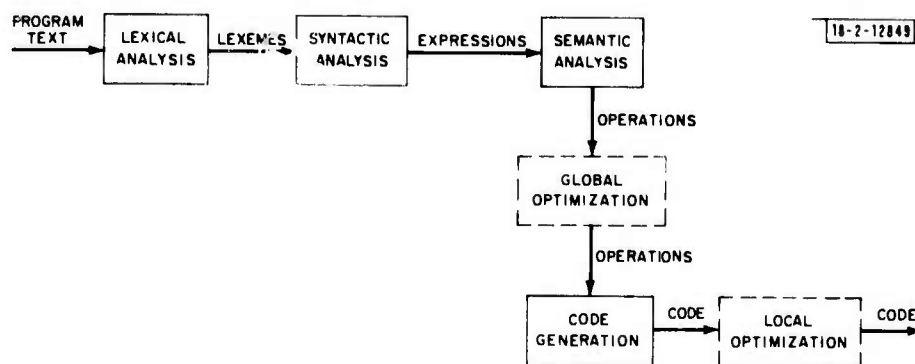 PROGRAM
TEXT
LEXICAL
ANALYSIS
LEXEMES
SYNTACTIC
ANALYSIS
EXPRESSIONS
SEMANTIC
ANALYSIS
18-2-12849
OPERATIONS
GLOBAL
OPTIMIZATION
OPERATIONS
CODE
GENERATION
CODE
LOCAL
OPTIMIZATION
CODE